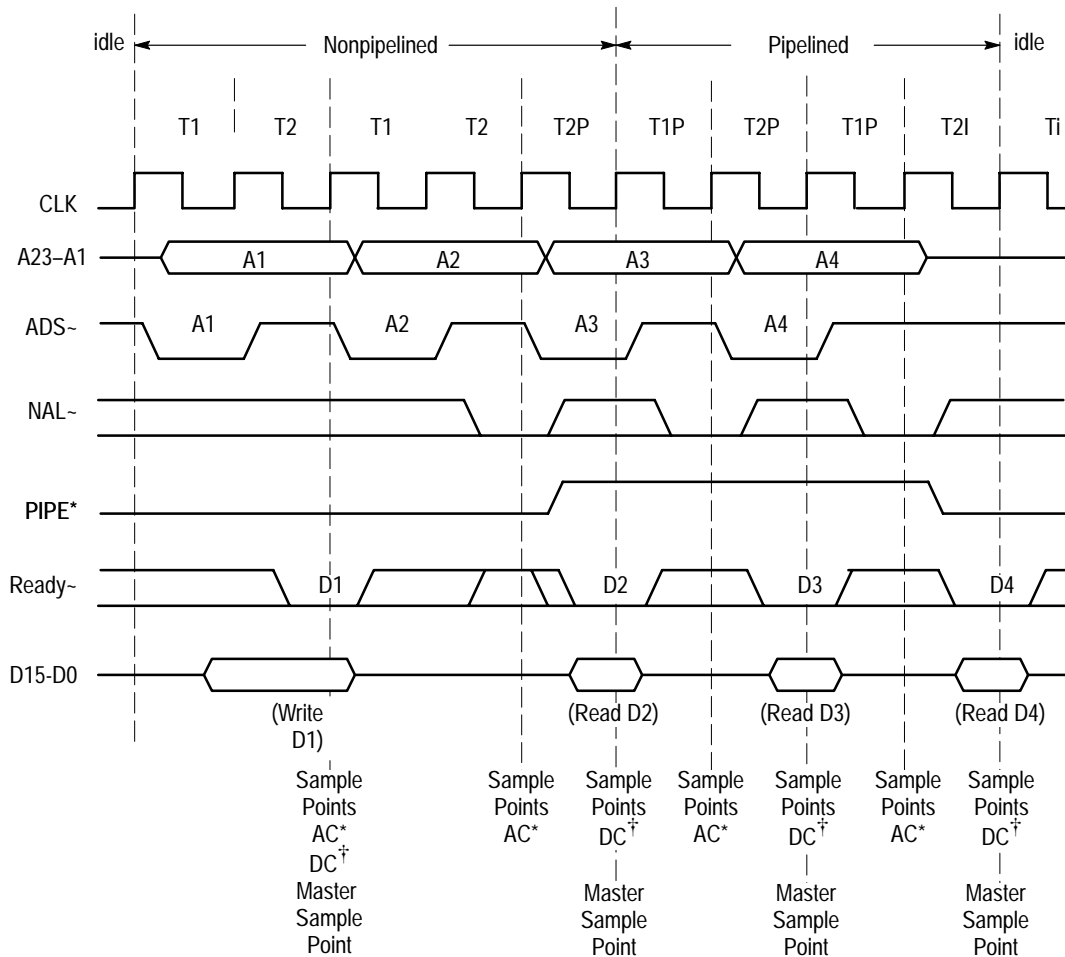 idle Nonpipelined Pipelined idle
T1 T2 T1 T2 T2P T1P T2P T1P T2I Ti
CLK
A23–A1 A1 A2 A3 A4
ADS~ A1 A2 A3 A4
NAL~
PIPE*
Ready~ D1 D2 D3 D4
D15-D0
(Write
D1)
(Read D2) (Read D3) (Read D4)
Sample
Points
AC*
DC†
Master
Sample
Point
Sample
Points
AC*
Sample
Points
DC†
Master
Sample
Point
Sample
Points
AC*
Sample
Points
DC†
Master
Sample
Point
Sample
Points
AC*
Sample
Points
DC†
Master
Sample
Point